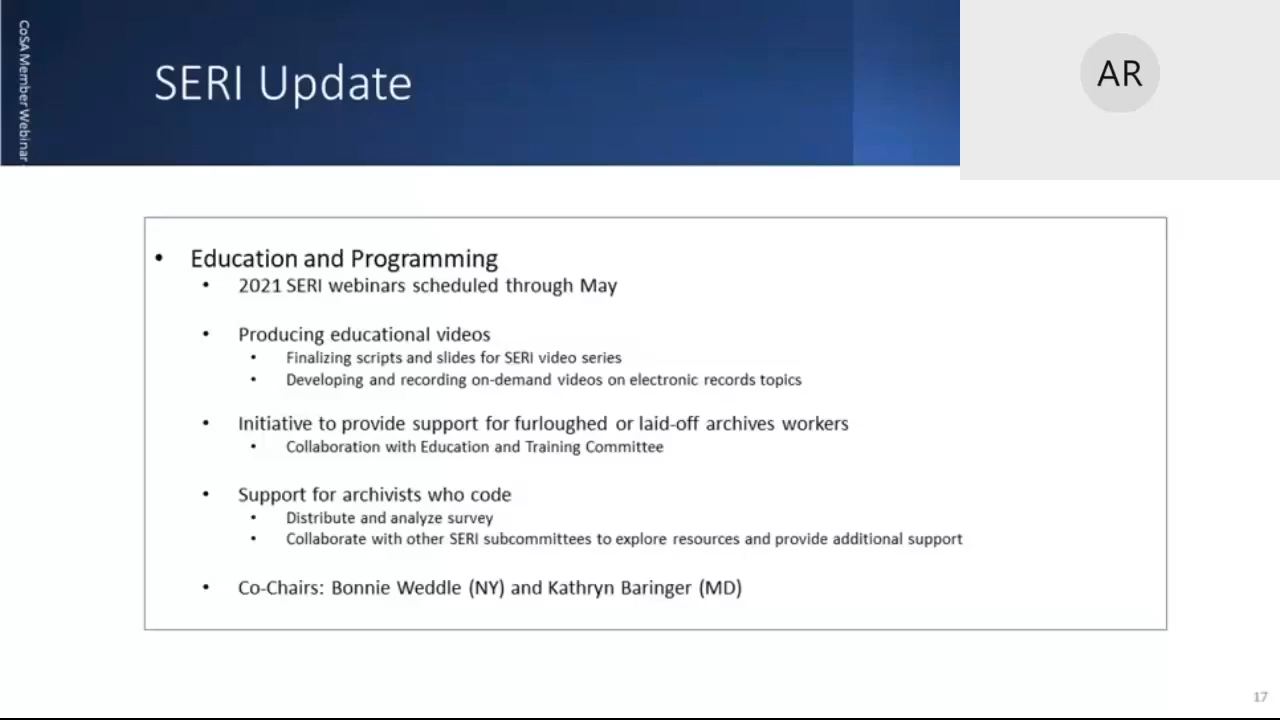 CoSA Member Webinar
SERI Update
AR
• Education and Programming
• 2021 SERI webinars scheduled through May
• Producing educational videos
• Finalizing scripts and slides for SERI video series
• Developing and recording on-demand videos on electronic records topics
• Initiative to provide support for furloughed or laid-off archives workers
• Collaboration with Education and Training Committee
• Support for archivists who code
• Distribute and analyze survey
• Collaborate with other SERI subcommittees to explore resources and provide additional support
• Co-Chairs: Bonnie Weddle (NY) and Kathryn Baringer (MD)
17